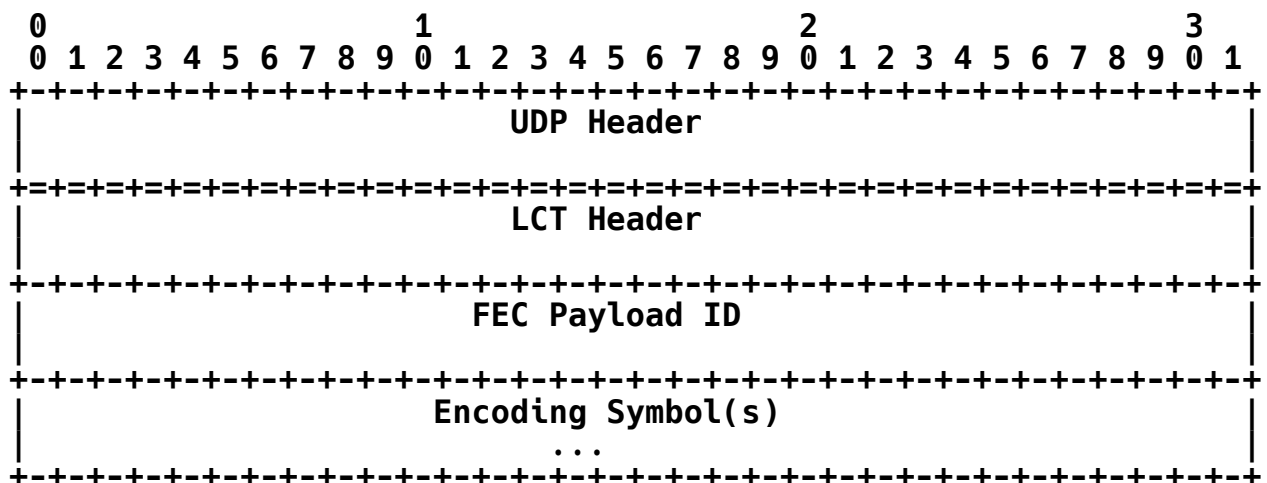 0                   1                   2                   3
 0 1 2 3 4 5 6 7 8 9 0 1 2 3 4 5 6 7 8 9 0 1 2 3 4 5 6 7 8 9 0 1
+-+-+-+-+-+-+-+-+-+-+-+-+-+-+-+-+-+-+-+-+-+-+-+-+-+-+-+-+-+-+-+-+
|                         UDP Header                            |
|                                                               |
+=+=+=+=+=+=+=+=+=+=+=+=+=+=+=+=+=+=+=+=+=+=+=+=+=+=+=+=+=+=+=+=+
|                         LCT Header                            |
|                                                               |
+-+-+-+-+-+-+-+-+-+-+-+-+-+-+-+-+-+-+-+-+-+-+-+-+-+-+-+-+-+-+-+-+
|                       FEC Payload ID                          |
|                                                               |
+-+-+-+-+-+-+-+-+-+-+-+-+-+-+-+-+-+-+-+-+-+-+-+-+-+-+-+-+-+-+-+-+
|                     Encoding Symbol(s)                        |
|                           ...                                 |
+-+-+-+-+-+-+-+-+-+-+-+-+-+-+-+-+-+-+-+-+-+-+-+-+-+-+-+-+-+-+-+-+